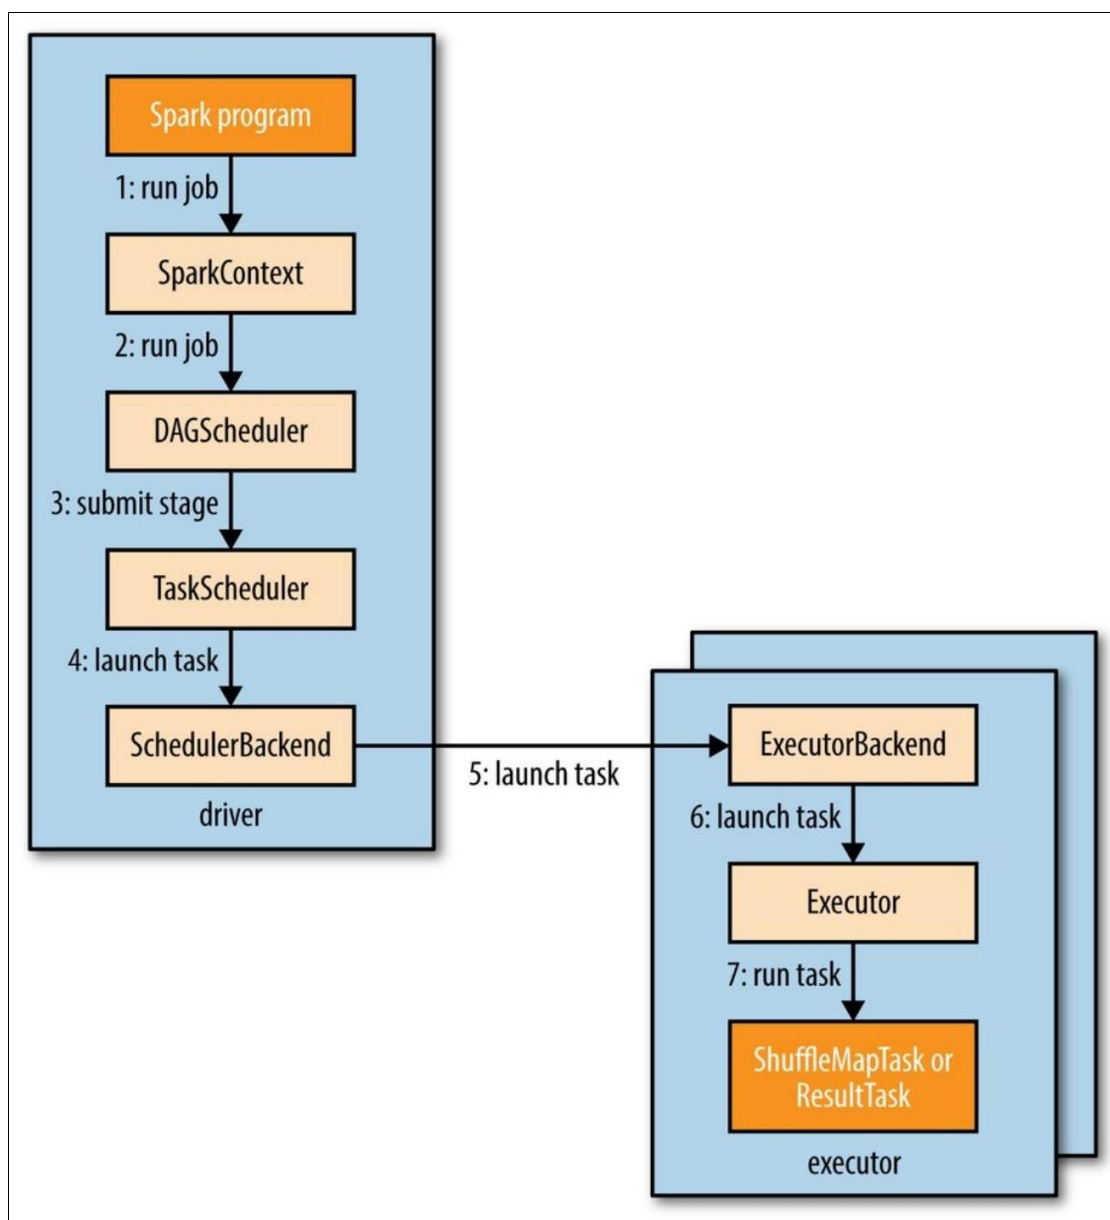 Spark program
1: run job
SparkContext
2: run job
DAGScheduler
3: submit stage
TaskScheduler
4: launch task
SchedulerBackend
driver
5: launch task
ExecutorBackend
6: launch task
Executor
7: run task
ShuffleMapTask or
ResultTask
executor